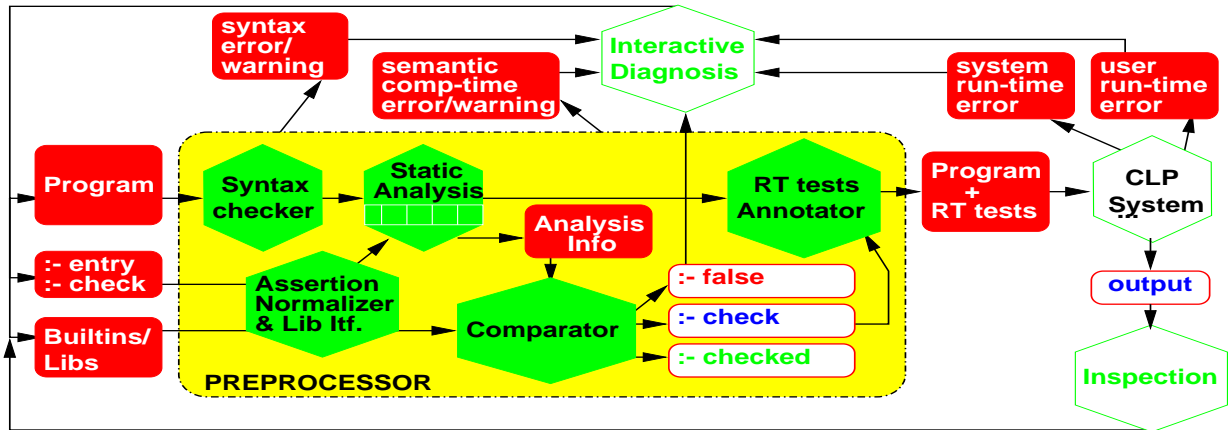 syntax
error/
warning
semantic
comp-time
error/warning
Interactive
Diagnosis
system
run-time
error
user
run-time
error
Program
Syntax
checker
Static
Analysis
RT tests
Annotator
Program
+
RT tests
CLP
System
:- entry
:- check
Assertion
Normalizer
& Lib Itf.
Analysis
Info
Builtins/
Libs
Comparator
:- false
:- check
:- checked
output
Inspection
PREPROCESSOR